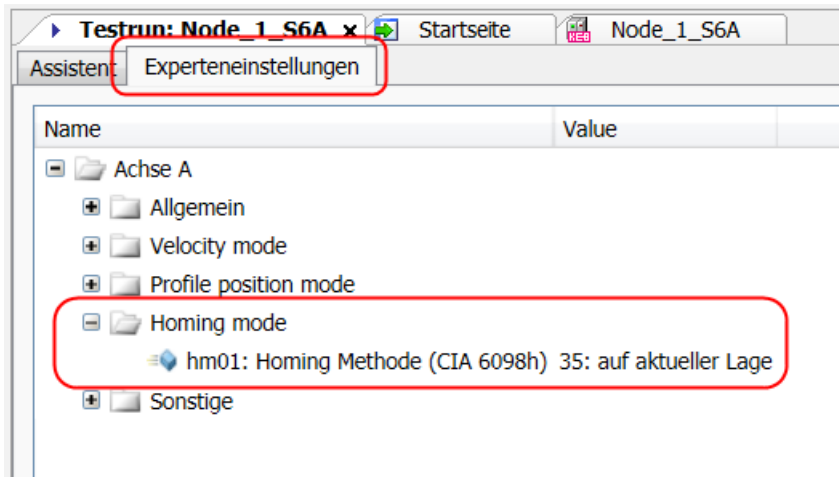 Testrun: Node_1_S6A x Startseite KEB Node_1_S6A
Assistent Experteneinstellungen
Name Value
Achse A
Allgemein
Velocity mode
Profile position mode
Homing mode
hm01: Homing Methode (CIA 6098h) 35: auf aktueller Lage
Sonstige